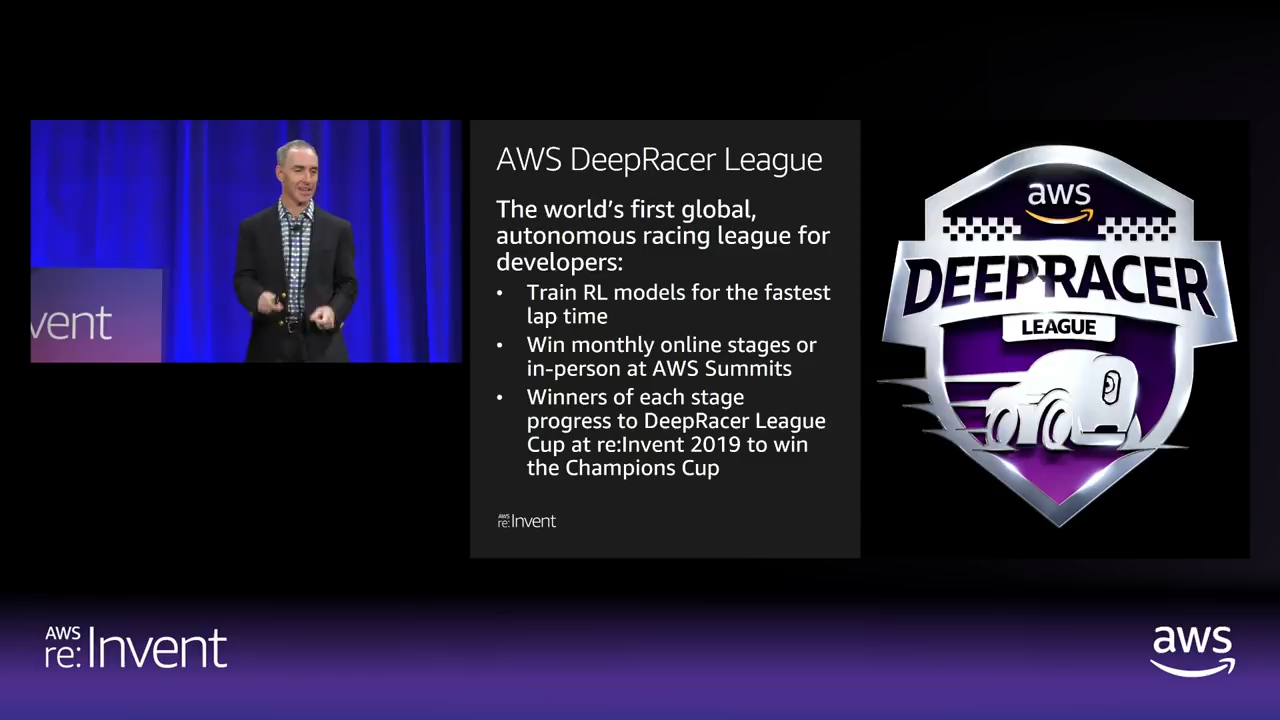 vent
AWS DeepRacer League
The world's first global,
autonomous racing league for
developers:
• Train RL models for the fastest
lap time
• Win monthly online stages or
in-person at AWS Summits
• Winners of each stage
progress to DeepRacer League
Cup at re:Invent 2019 to win
the Champions Cup
AWS
re:Invent
aws
DEEPRACER
LEAGUE
AWS
re:Invent
aws